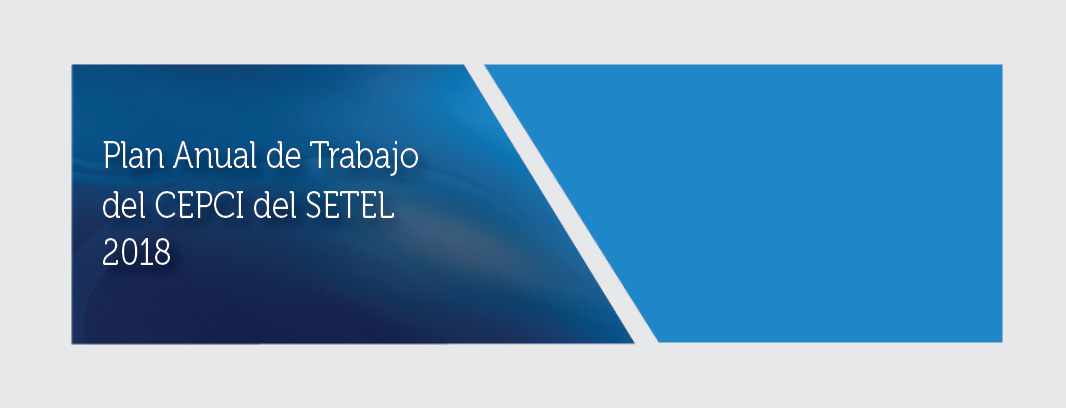 Plan Anual de Trabajo
del CEPCI del SETEL
2018